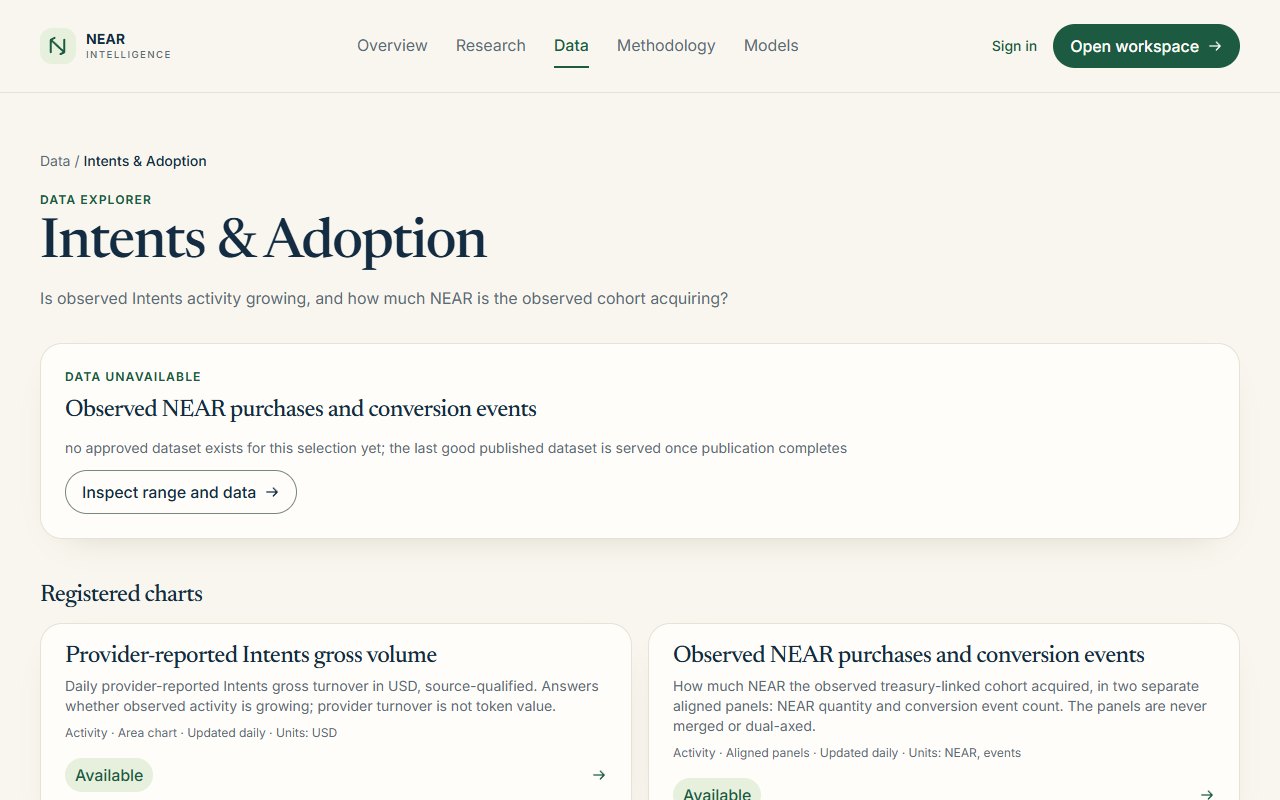 NEAR
INTELLIGENCE
Overview
Research
Data
Methodology
Models
Sign in
Open workspace →
Data / Intents & Adoption
DATA EXPLORER
Intents & Adoption
Is observed Intents activity growing, and how much NEAR is the observed cohort acquiring?
DATA UNAVAILABLE
Observed NEAR purchases and conversion events
no approved dataset exists for this selection yet; the last good published dataset is served once publication completes
Inspect range and data →
Registered charts
Provider-reported Intents gross volume
Daily provider-reported Intents gross turnover in USD, source-qualified. Answers
whether observed activity is growing; provider turnover is not token value.
Activity · Area chart · Updated daily · Units: USD
Available →
Observed NEAR purchases and conversion events
How much NEAR the observed treasury-linked cohort acquired, in two separate
aligned panels: NEAR quantity and conversion event count. The panels are never
merged or dual-axed.
Activity · Aligned panels · Updated daily · Units: NEAR, events
Available →